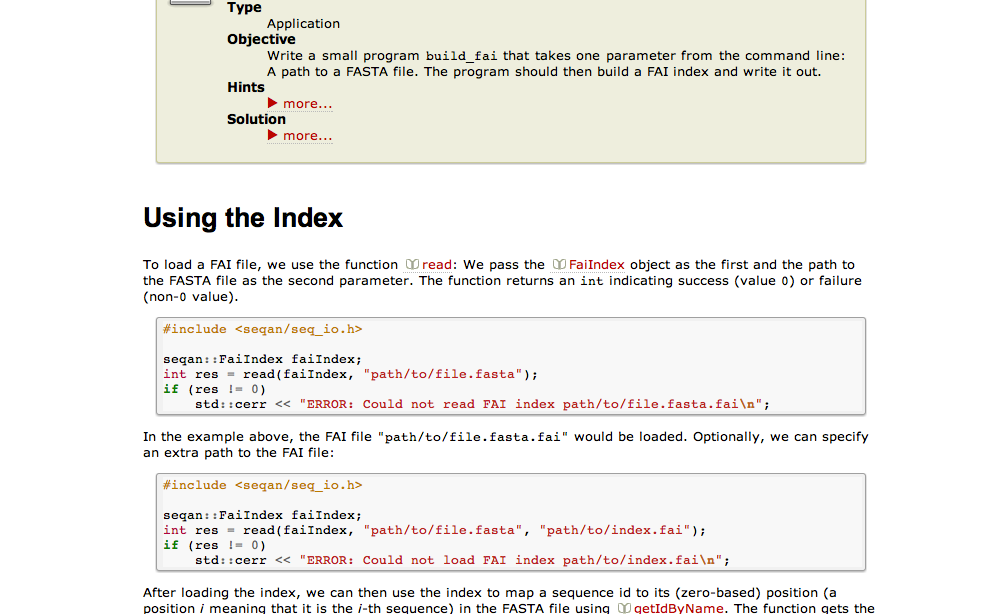 Type
Application
Objective
Write a small program build_fai that takes one parameter from the command line:
A path to a FASTA file. The program should then build a FAI index and write it out.
Hints
▶ more...
Solution
▶ more...
Using the Index
To load a FAI file, we use the function read: We pass the FaiIndex object as the first and the path to
the FASTA file as the second parameter. The function returns an int indicating success (value 0) or failure
(non-0 value).
#include <seqan/seq_io.h>
seqan::FaiIndex faiIndex;
int res = read(faiIndex, "path/to/file.fasta");
if (res != 0)
    std::cerr << "ERROR: Could not read FAI index path/to/file.fasta.fai\n";
In the example above, the FAI file "path/to/file.fasta.fai" would be loaded. Optionally, we can specify
an extra path to the FAI file:
#include <seqan/seq_io.h>
seqan::FaiIndex faiIndex;
int res = read(faiIndex, "path/to/file.fasta", "path/to/index.fai");
if (res != 0)
    std::cerr << "ERROR: Could not load FAI index path/to/index.fai\n";
After loading the index, we can then use the index to map a sequence id to its (zero-based) position (a
position i meaning that it is the i-th sequence) in the FASTA file using getIdByName. The function gets the